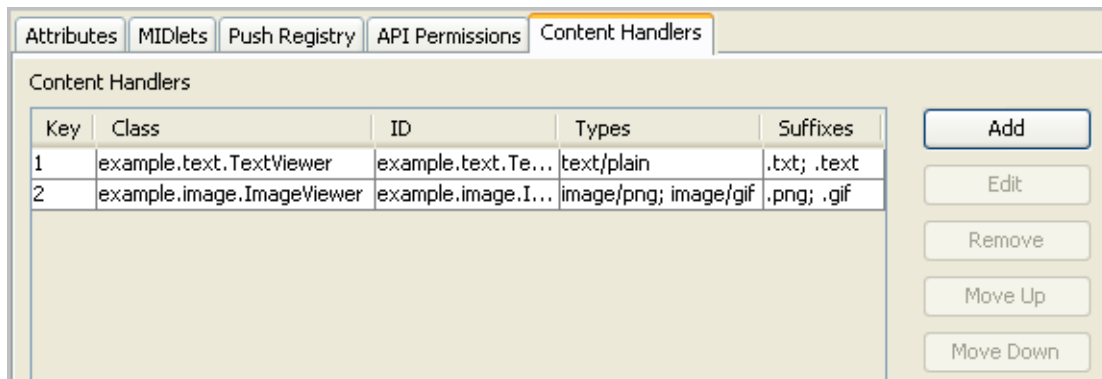 Attributes MIDlets Push Registry API Permissions Content Handlers
Content Handlers
Key Class ID Types Suffixes
1 example.text.TextViewer example.text.Te... text/plain .txt; .text
2 example.image.ImageViewer example.image.I... image/png; image/gif .png; .gif
Add
Edit
Remove
Move Up
Move Down